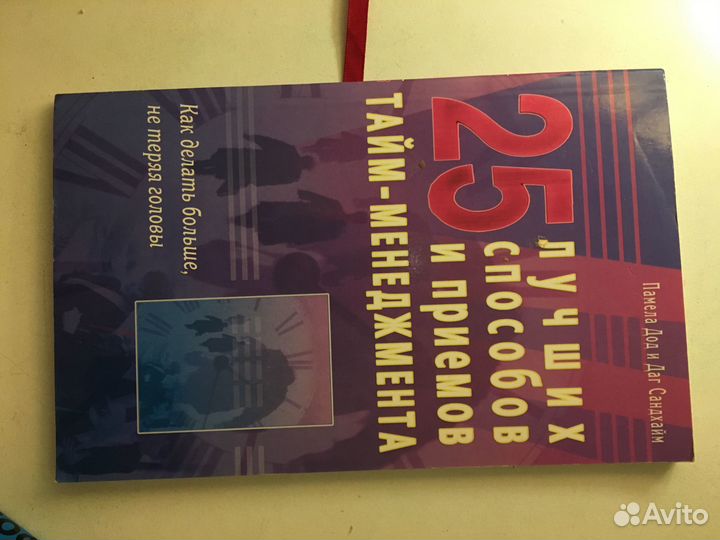 Памела Дод и Даг Сандхайм
25 ЛУЧШИХ
СПОСОБОВ
И ПРИЕМОВ
ТАЙМ-МЕНЕДЖМЕНТА
Как делать больше,
не теряя головы
Avito